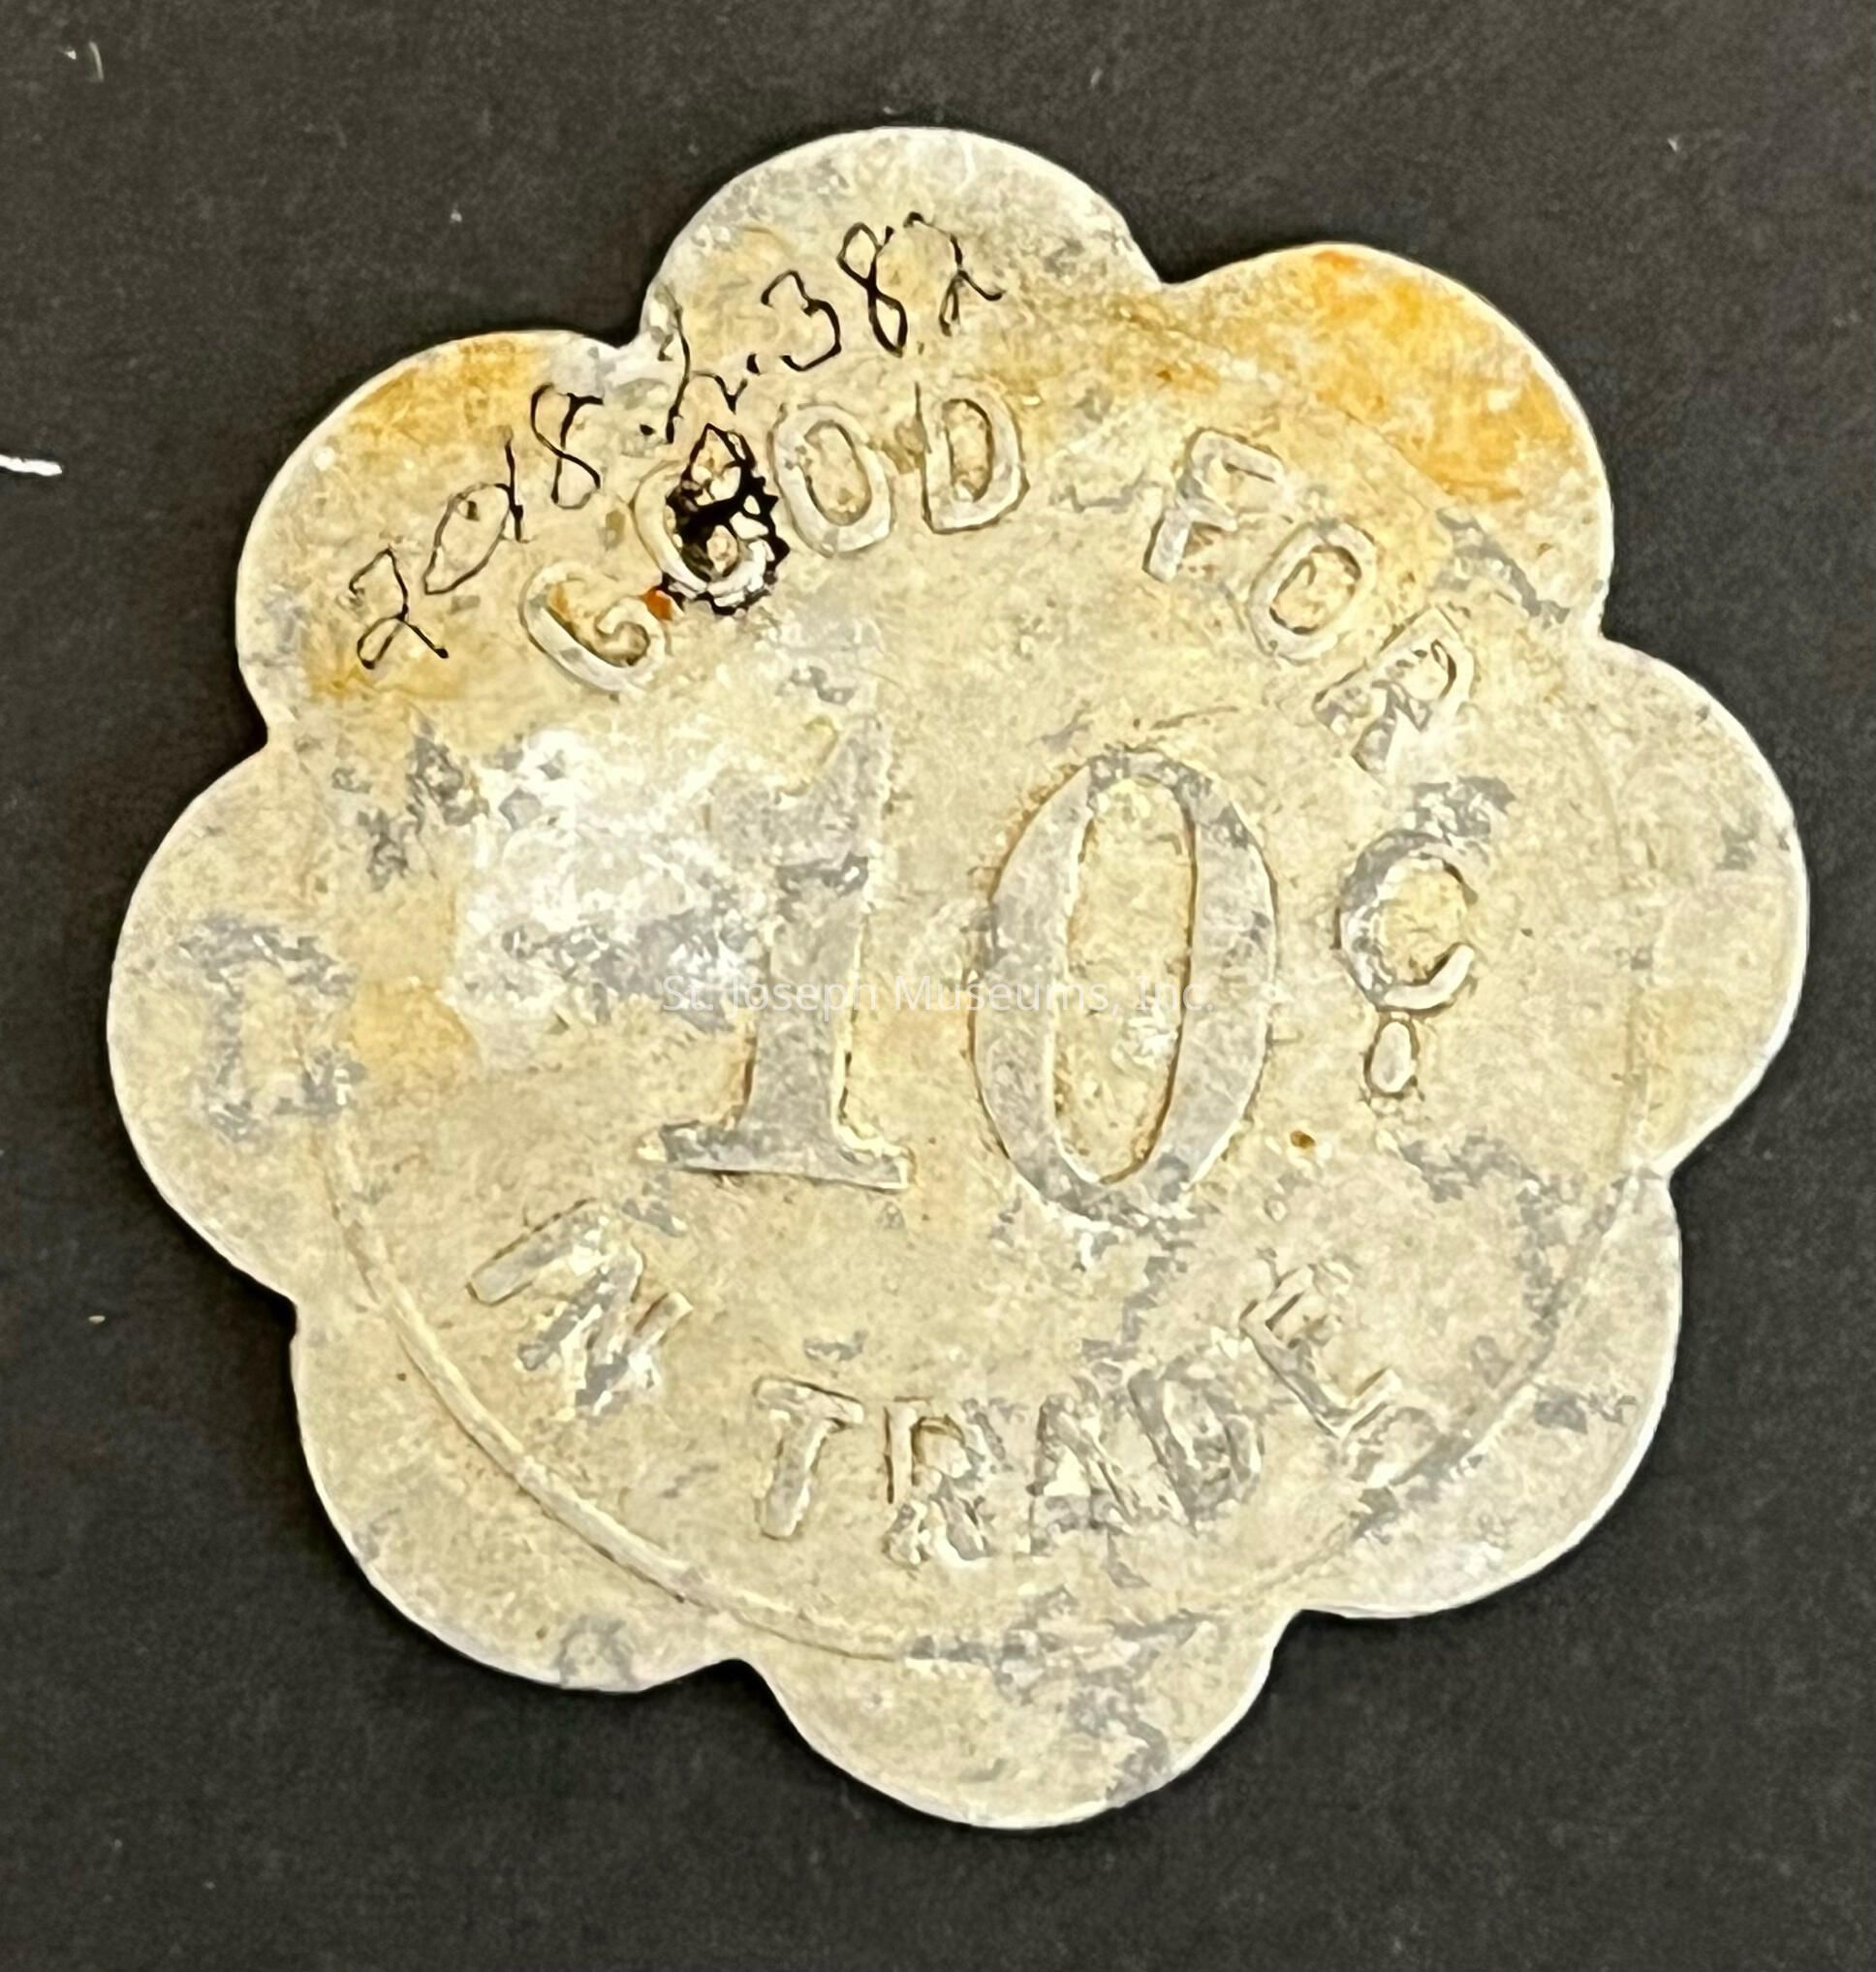 2018.2.382
GOOD FOR
10 ¢
IN TRADE
St. Joseph Museums, Inc.